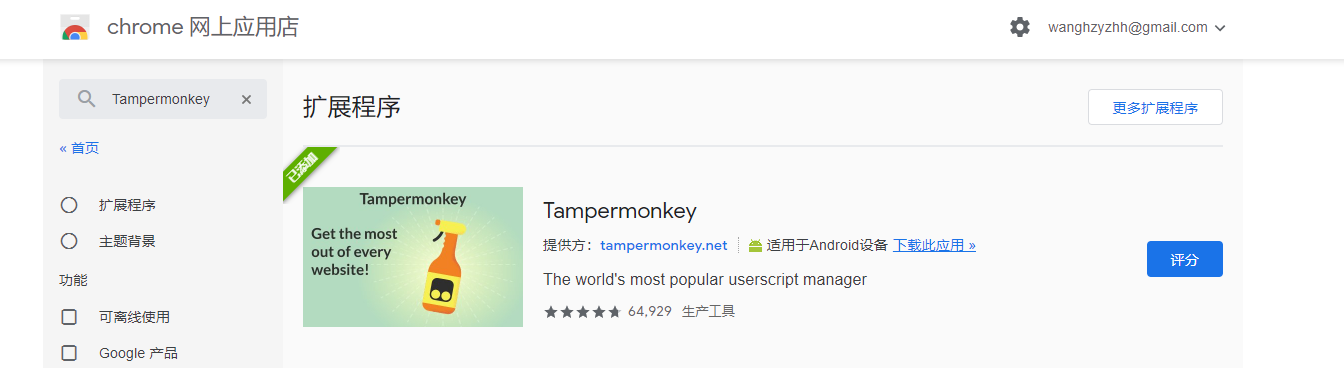 chrome 网上应用店
wanghzyzhh@gmail.com
Tampermonkey
« 首页
扩展程序
主题背景
功能
可离线使用
Google 产品
扩展程序
更多扩展程序
已添加
Tampermonkey
Get the most
out of every
website!
Tampermonkey
提供方：tampermonkey.net 适用于Android设备 下载此应用 »
The world's most popular userscript manager
64,929 生产工具
评分